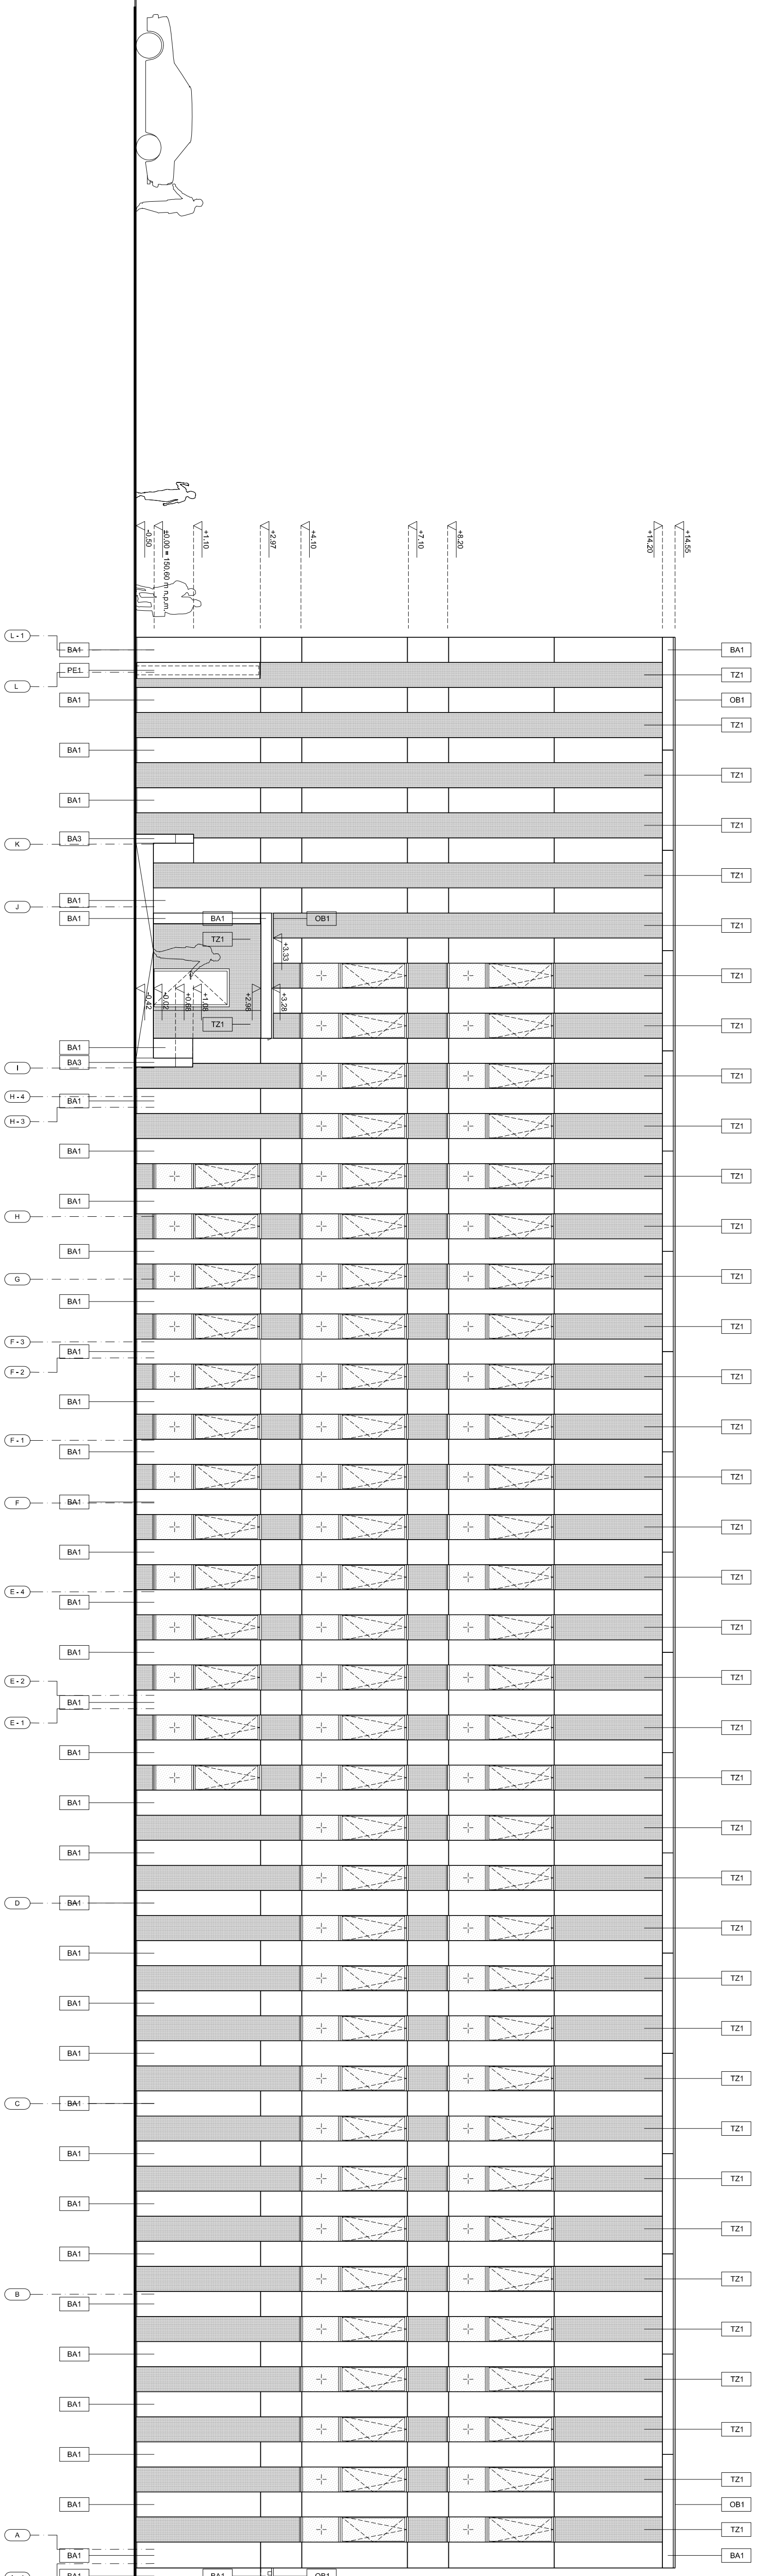 -0,50
±0,00 = 150,60 m n.p.m.
+1,10
+2,97
+4,10
+7,10
+8,20
+14,20
+14,55
L - 1
BA1 BA1
PE1
TZ1
L
BA1 OB1
TZ1
BA1
TZ1
BA1
TZ1
BA3
K
TZ1
BA1
J
BA1 BA1 OB1
TZ1
TZ1
+3,33
TZ1
-0,42
-0,02
+0,68
+1,08
+2,96
+3,28
TZ1 TZ1
BA1
BA3
I
TZ1
H - 4
BA1
H - 3
TZ1
BA1
TZ1
BA1
H
TZ1
BA1
TZ1
G
BA1
TZ1
F - 3
BA1
F - 2
TZ1
BA1
TZ1
F - 1
BA1
TZ1
F BA1
TZ1
BA1
TZ1
E - 4
BA1
TZ1
BA1
TZ1
E - 2
BA1
E - 1
TZ1
BA1
TZ1
BA1
TZ1
BA1
TZ1
D BA1
TZ1
BA1
TZ1
BA1
TZ1
BA1
TZ1
C BA1
TZ1
BA1
TZ1
BA1
TZ1
BA1
TZ1
B
BA1
TZ1
BA1
TZ1
BA1
TZ1
BA1
TZ1
BA1 OB1
TZ1
A
BA1 BA1
BA1 BA1 OB1